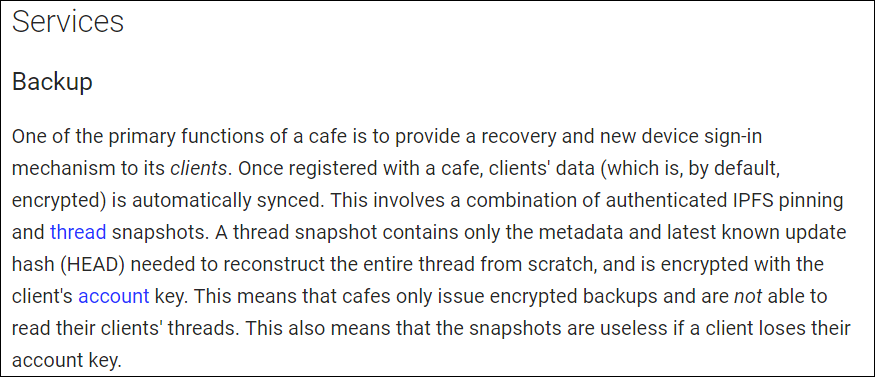 Services
Backup
One of the primary functions of a cafe is to provide a recovery and new device sign-in
mechanism to its clients. Once registered with a cafe, clients' data (which is, by default,
encrypted) is automatically synced. This involves a combination of authenticated IPFS pinning
and thread snapshots. A thread snapshot contains only the metadata and latest known update
hash (HEAD) needed to reconstruct the entire thread from scratch, and is encrypted with the
client's account key. This means that cafes only issue encrypted backups and are not able to
read their clients' threads. This also means that the snapshots are useless if a client loses their
account key.